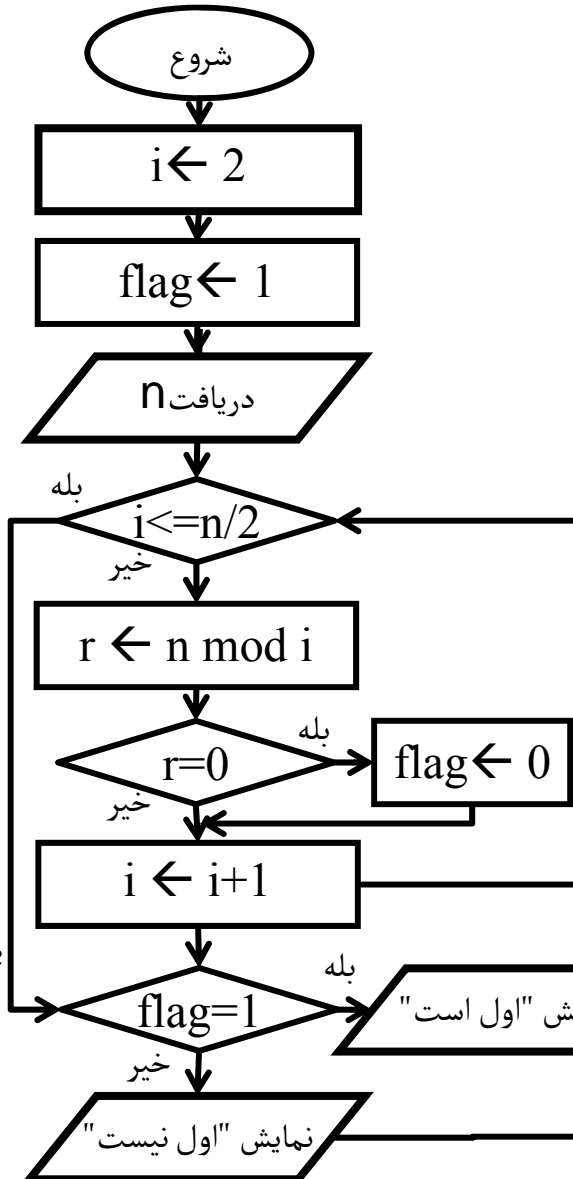 شروع
i← 2
flag← 1
دریافت n
بله
i<=n/2
خیر
r ← n mod i
بله
r=0
flag← 0
خیر
i ← i+1
بله
flag=1
"اول است"
خیر
نمایش "اول نیست"